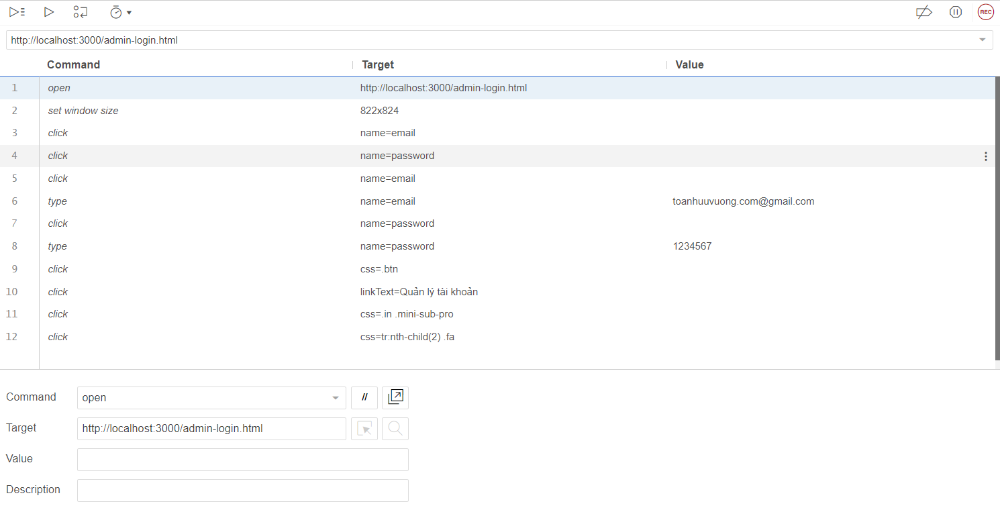 REC
http://localhost:3000/admin-login.html
Command Target Value
1 open http://localhost:3000/admin-login.html
2 set window size 822x824
3 click name=email
4 click name=password
5 click name=email
6 type name=email toanhuuvuong.com@gmail.com
7 click name=password
8 type name=password 1234567
9 click css=.btn
10 click linkText=Quản lý tài khoản
11 click css=.in .mini-sub-pro
12 click css=tr:nth-child(2) .fa
Command open //
Target http://localhost:3000/admin-login.html
Value
Description